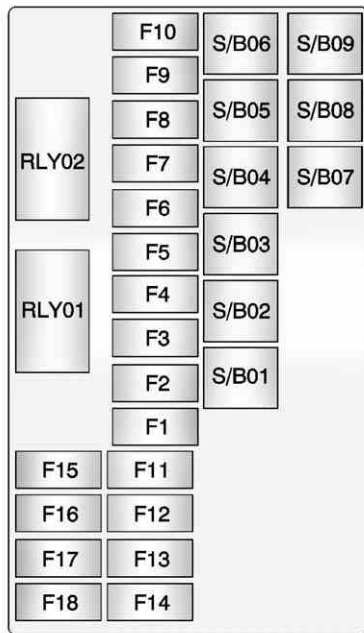 F10 S/B06 S/B09
F9
F8 S/B05 S/B08
RLY02 F7 S/B04 S/B07
F6
F5 S/B03
F4
RLY01 F3 S/B02
F2 S/B01
F1
F15 F11
F16 F12
F17 F13
F18 F14